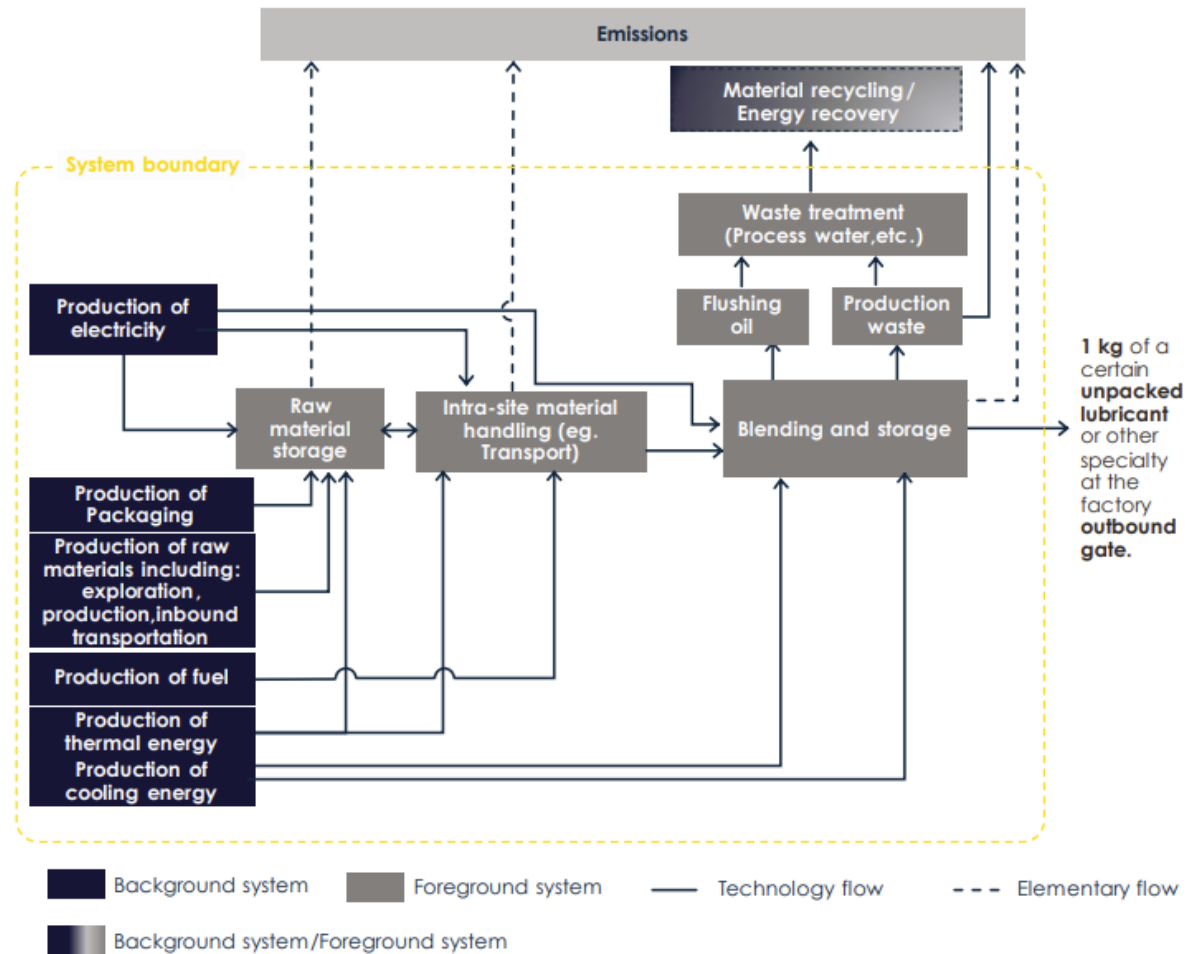 Emissions
Material recycling/
Energy recovery
System boundary
Waste treatment
(Process water,etc.)
Production of
electricity
Flushing
oil
Production
waste
1 kg of a
certain
unpacked
lubricant
or other
specialty
at the
factory
outbound
gate.
Raw
material
storage
Intra-site material
handling (eg.
Transport)
Blending and storage
Production of
Packaging
Production of raw
materials including:
exploration,
production,inbound
transportation
Production of fuel
Production of
thermal energy
Production of
cooling energy
Background system
Foreground system
Technology flow
Elementary flow
Background system/Foreground system